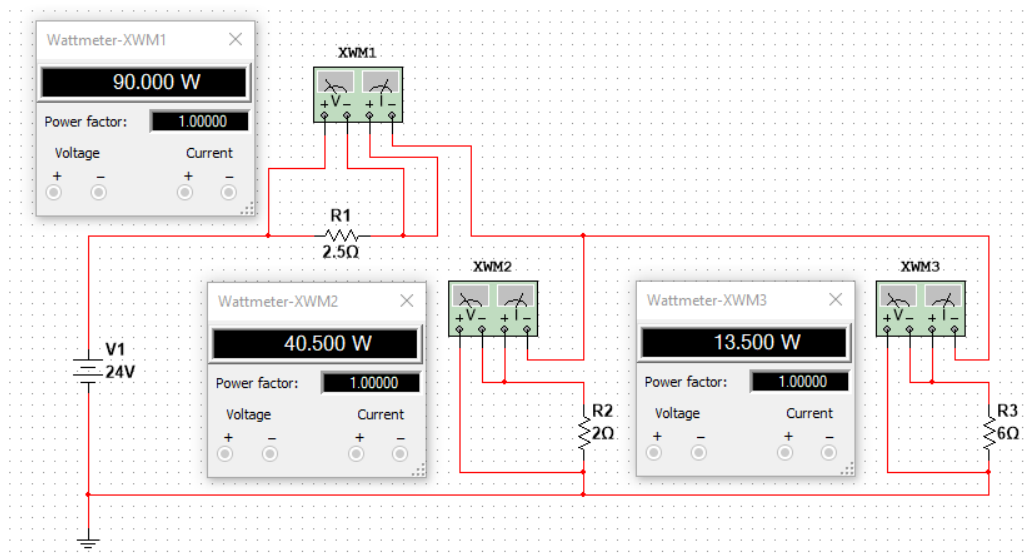 Wattmeter-XWM1
90.000 W
Power factor: 1.00000
Voltage Current
+ − + −
XWM1
+ V − + I −
R1
2.5Ω
XWM2
+ V − + I −
XWM3
+ V − + I −
Wattmeter-XWM2
40.500 W
Power factor: 1.00000
Voltage Current
+ − + −
Wattmeter-XWM3
13.500 W
Power factor: 1.00000
Voltage Current
+ − + −
V1
24V
R2
2Ω
R3
6Ω